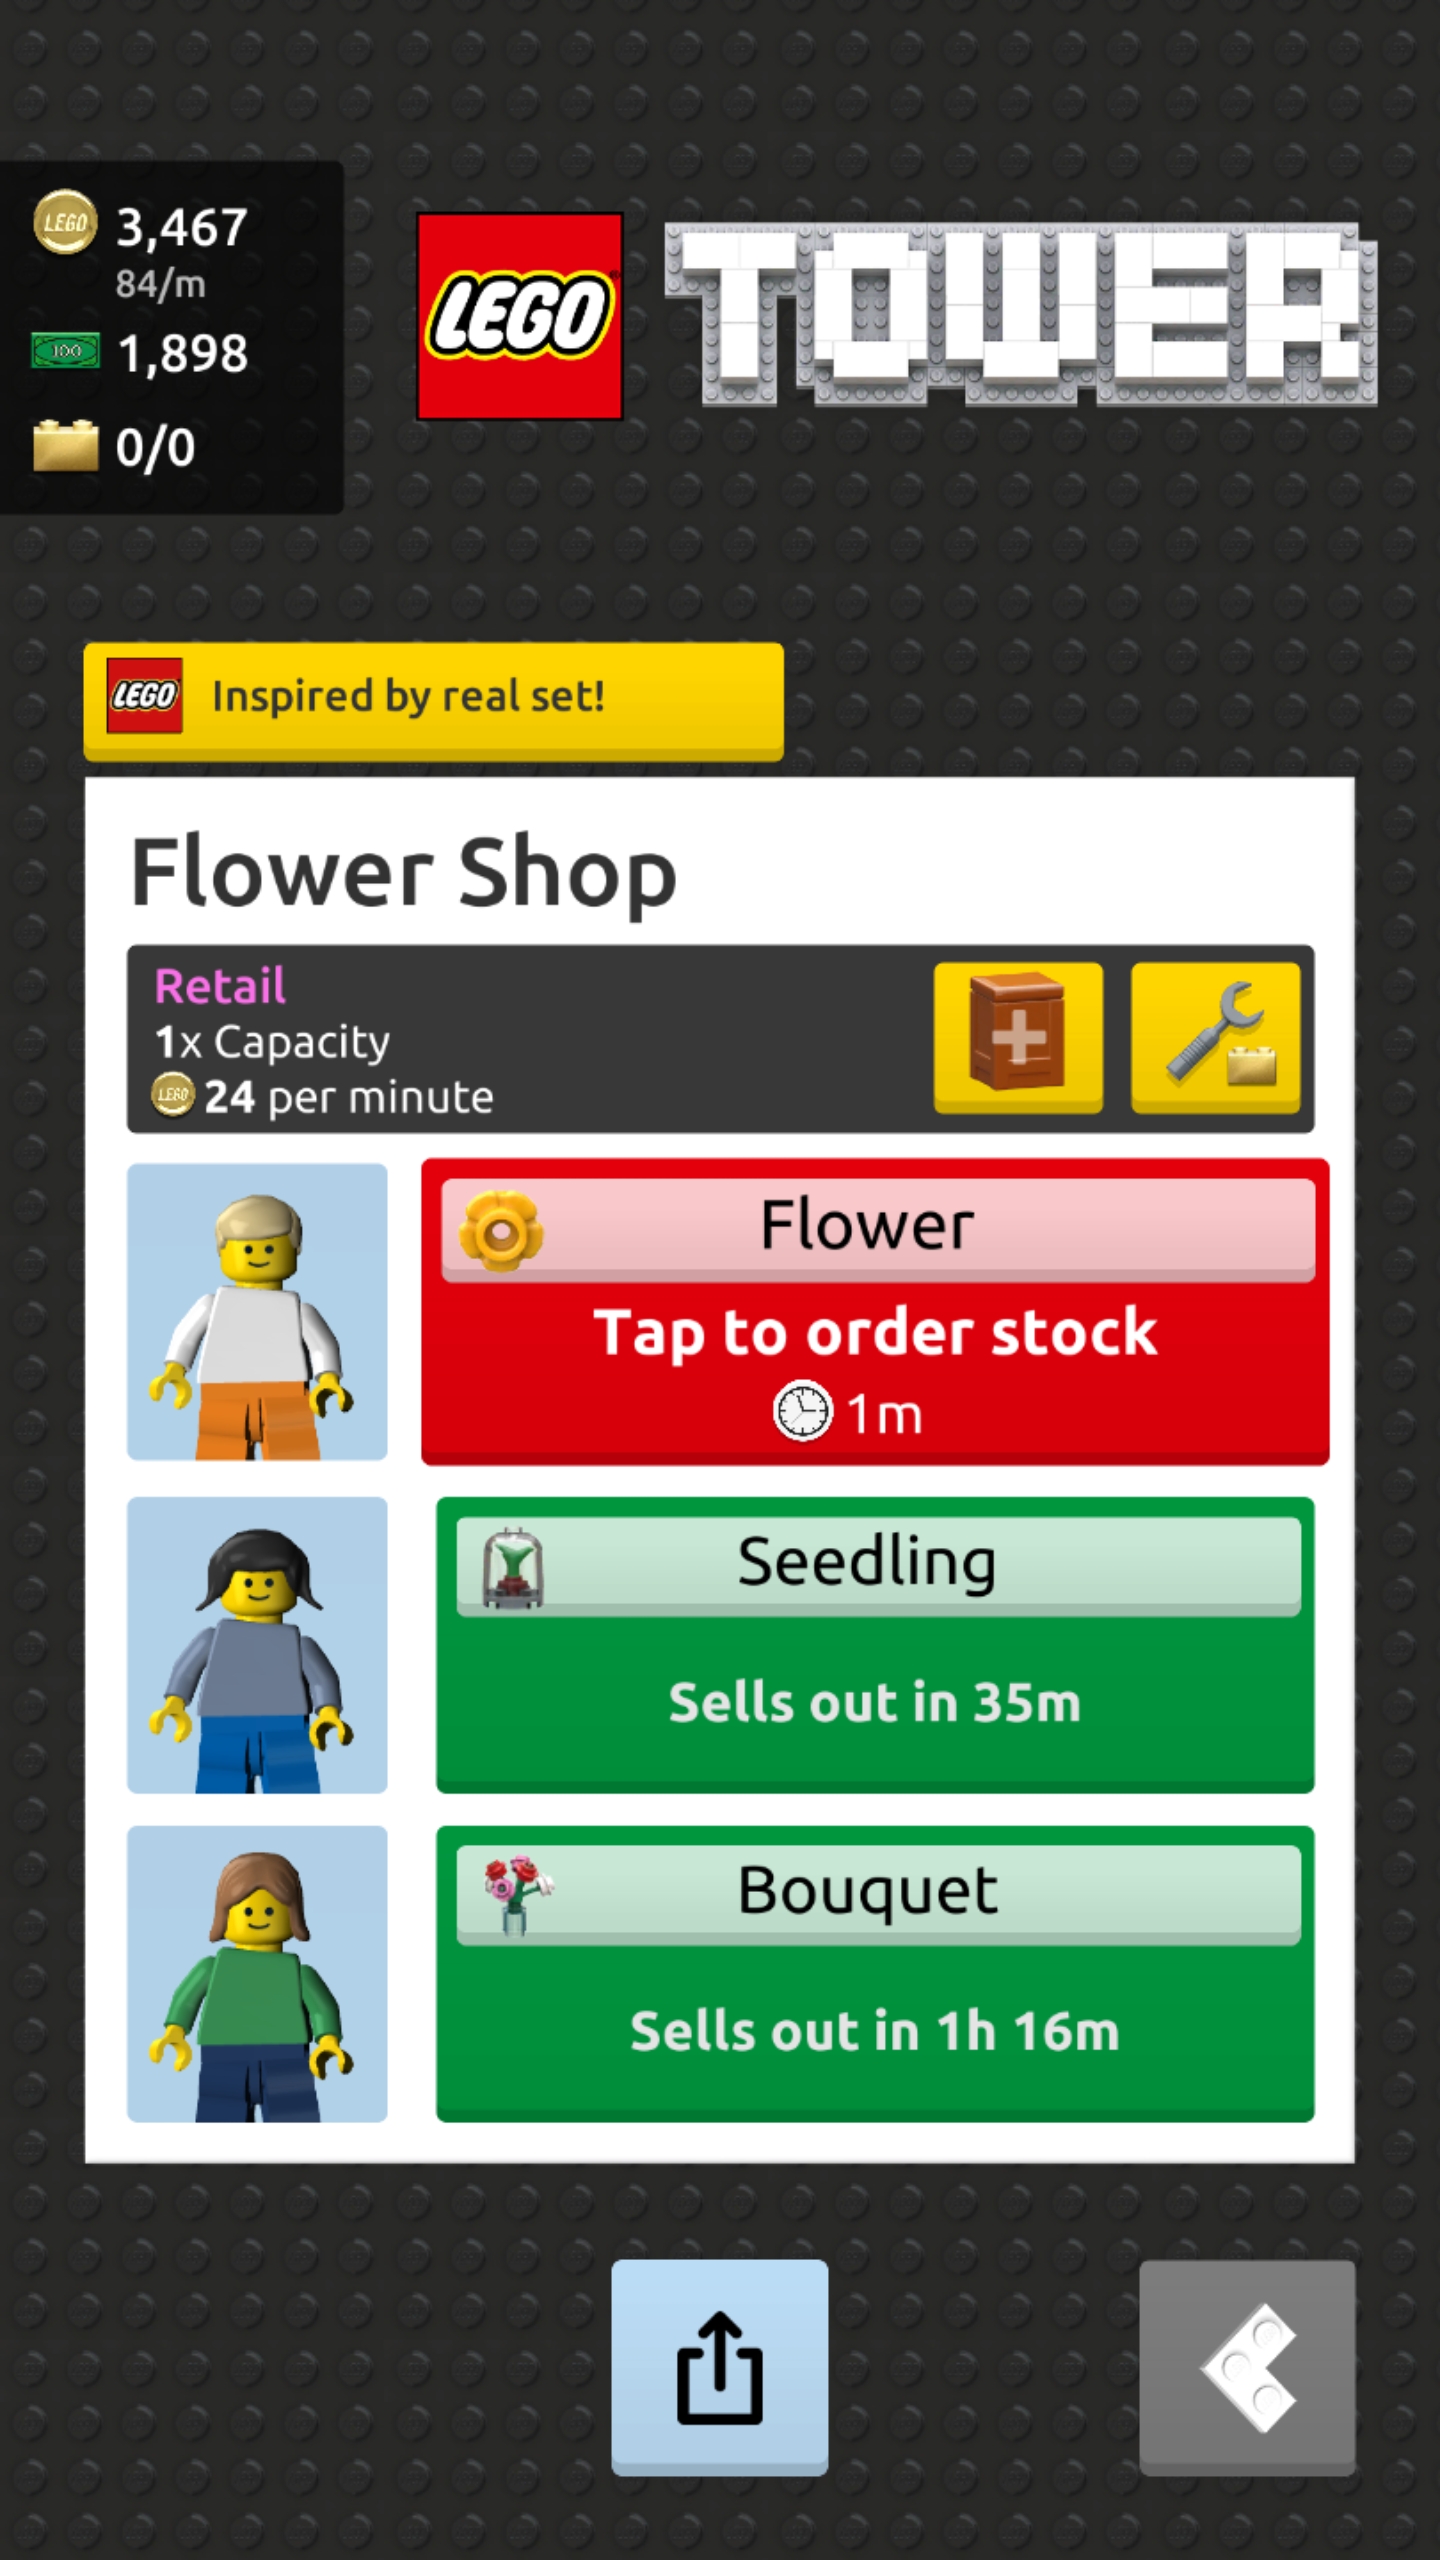 LEGO
3,467
84/m
100
1,898
0/0
LEGO
TOWER
LEGO
Inspired by real set!
Flower Shop
Retail
1x Capacity
LEGO
24 per minute
Flower
Tap to order stock
1m
Seedling
Sells out in 35m
Bouquet
Sells out in 1h 16m